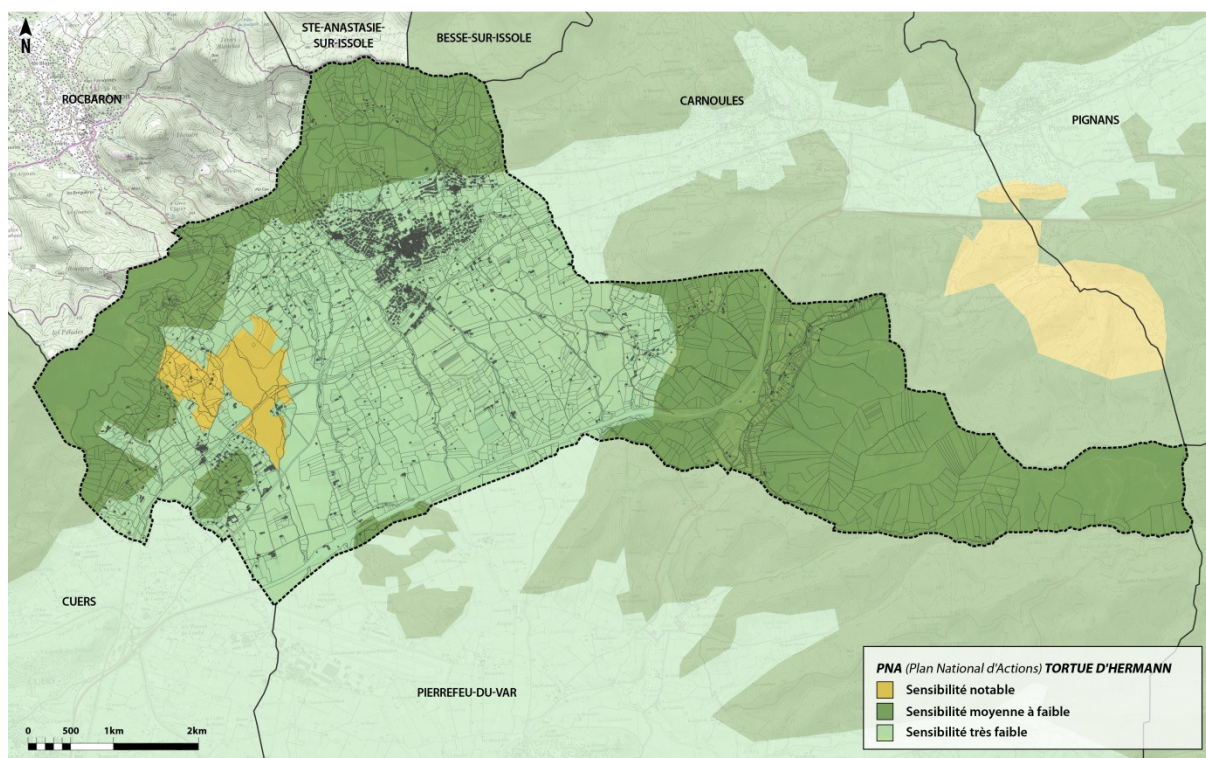 N
STE-ANASTASIE-
SUR-ISSOLE
BESSE-SUR-ISSOLE
ROCBARON
CARNOULES
PIGNANS
CUERS
PIERREFEU-DU-VAR
PNA (Plan National d'Actions) TORTUE D'HERMANN
Sensibilité notable
Sensibilité moyenne à faible
Sensibilité très faible
0 500 1km 2km